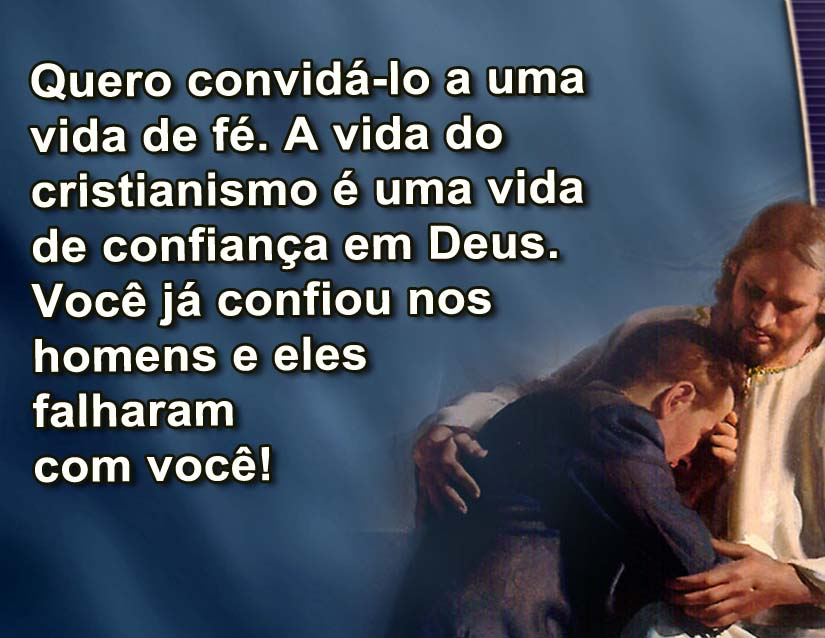 Quero convidá-lo a uma
vida de fé. A vida do
cristianismo é uma vida
de confiança em Deus.
Você já confiou nos
homens e eles
falharam
com você!